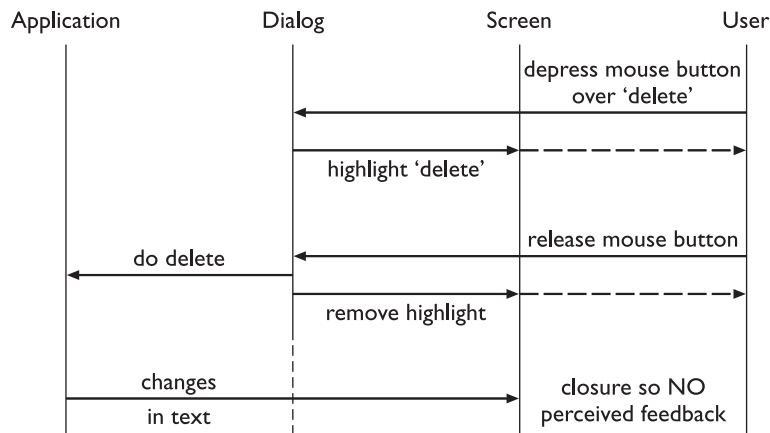 Application
Dialog
Screen
User
depress mouse button
over ‘delete’
highlight ‘delete’
release mouse button
do delete
remove highlight
changes
in text
closure so NO
perceived feedback